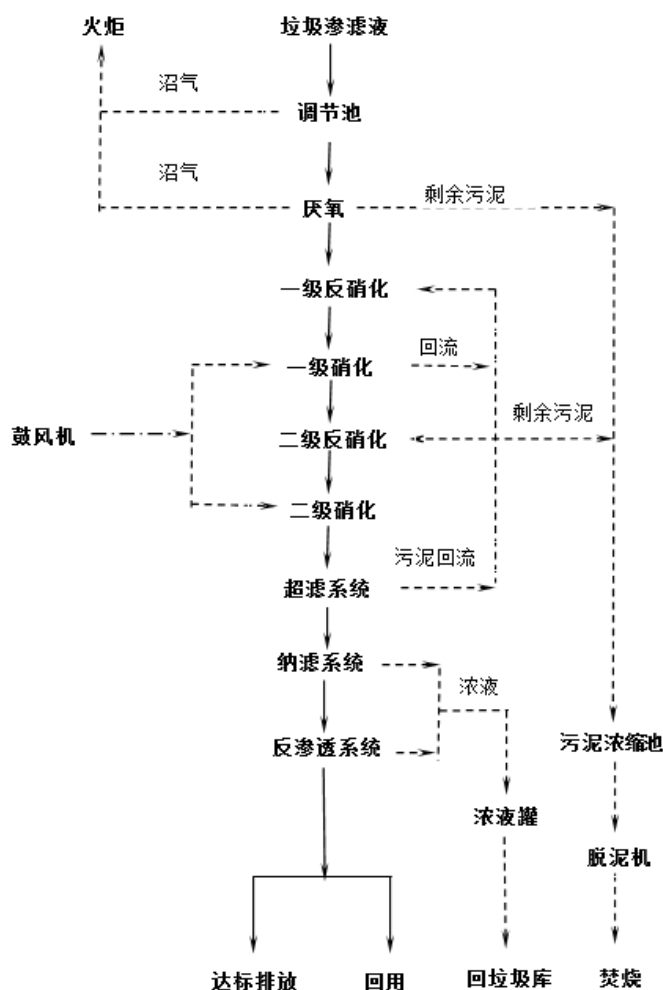 火炬
垃圾渗滤液
沼气
调节池
沼气
厌氧
剩余污泥
一级反硝化
回流
一级硝化
剩余污泥
鼓风机
二级反硝化
二级硝化
污泥回流
超滤系统
纳滤系统
浓液
反渗透系统
污泥浓缩池
浓液罐
脱泥机
达标排放
回用
回垃圾库
焚烧